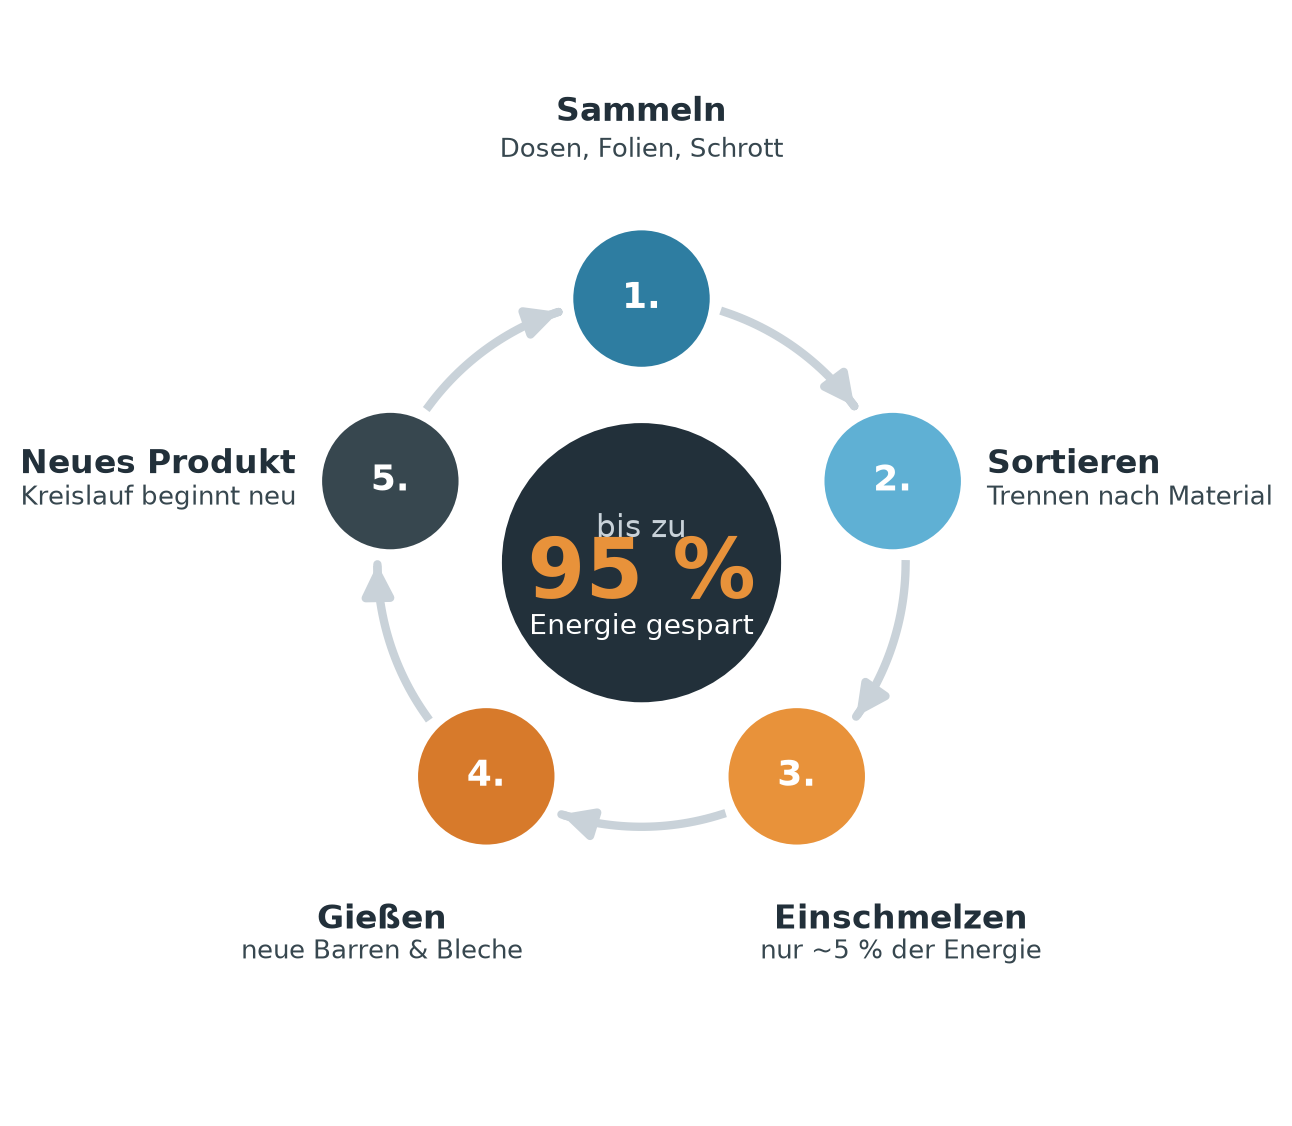 Sammeln
Dosen, Folien, Schrott
1.
2.
Sortieren
Trennen nach Material
3.
Einschmelzen
nur ~5 % der Energie
4.
Gießen
neue Barren & Bleche
5.
Neues Produkt
Kreislauf beginnt neu
bis zu
95 %
Energie gespart